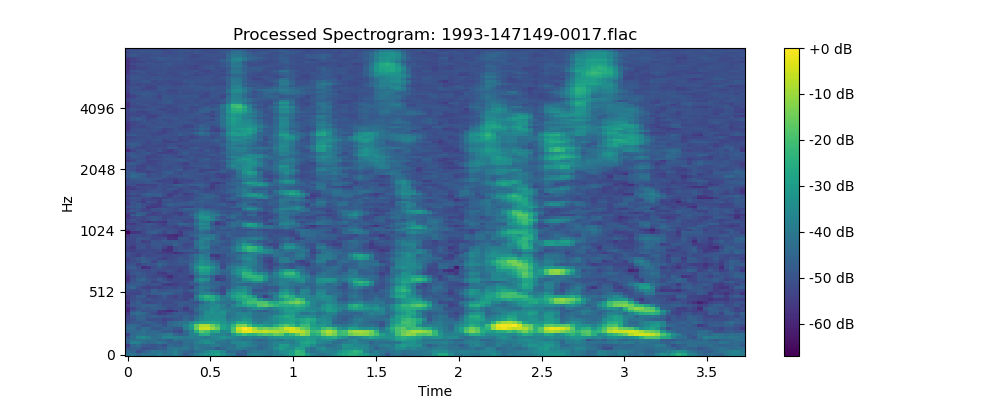 Processed Spectrogram: 1993-147149-0017.flac
+0 dB
4096
-10 dB
-20 dB
2048
-30 dB
Hz
1024
-40 dB
-50 dB
512
-60 dB
0
0 0.5 1 1.5 2 2.5 3 3.5
Time